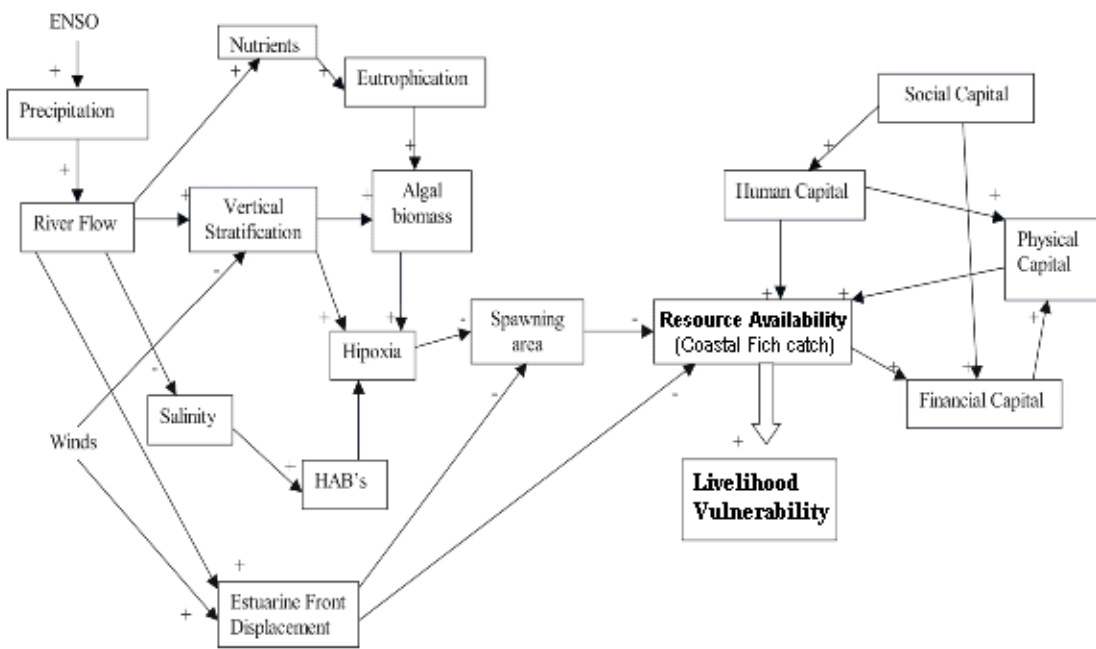 ENSO
+
Precipitation
+
River Flow
+
Nutrients
+
Eutrophication
+
+
Vertical
Stratification
+
Algal
biomass
-
-
+
+
Hipoxia
-
Spawning
area
-
Salinity
Winds
+
HAB's
-
+
+
Estuarine Front
Displacement
Social Capital
+
Human Capital
+
Physical
Capital
+
+
Resource Availability
(Coastal Fich catch)
-
+
+
+
Financial Capital
+
Livelihood
Vulnerability